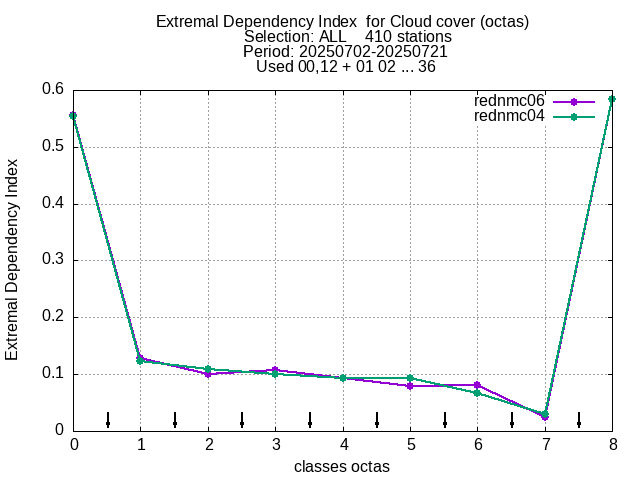 Extremal Dependency Index  for Cloud cover (octas)
Selection: ALL    410 stations
Period: 20250702-20250721
Used 00,12 + 01 02 ... 36
rednmc06
rednmc04
0.6
0.5
0.4
0.3
0.2
0.1
0
Extremal Dependency Index
0 1 2 3 4 5 6 7 8
classes octas